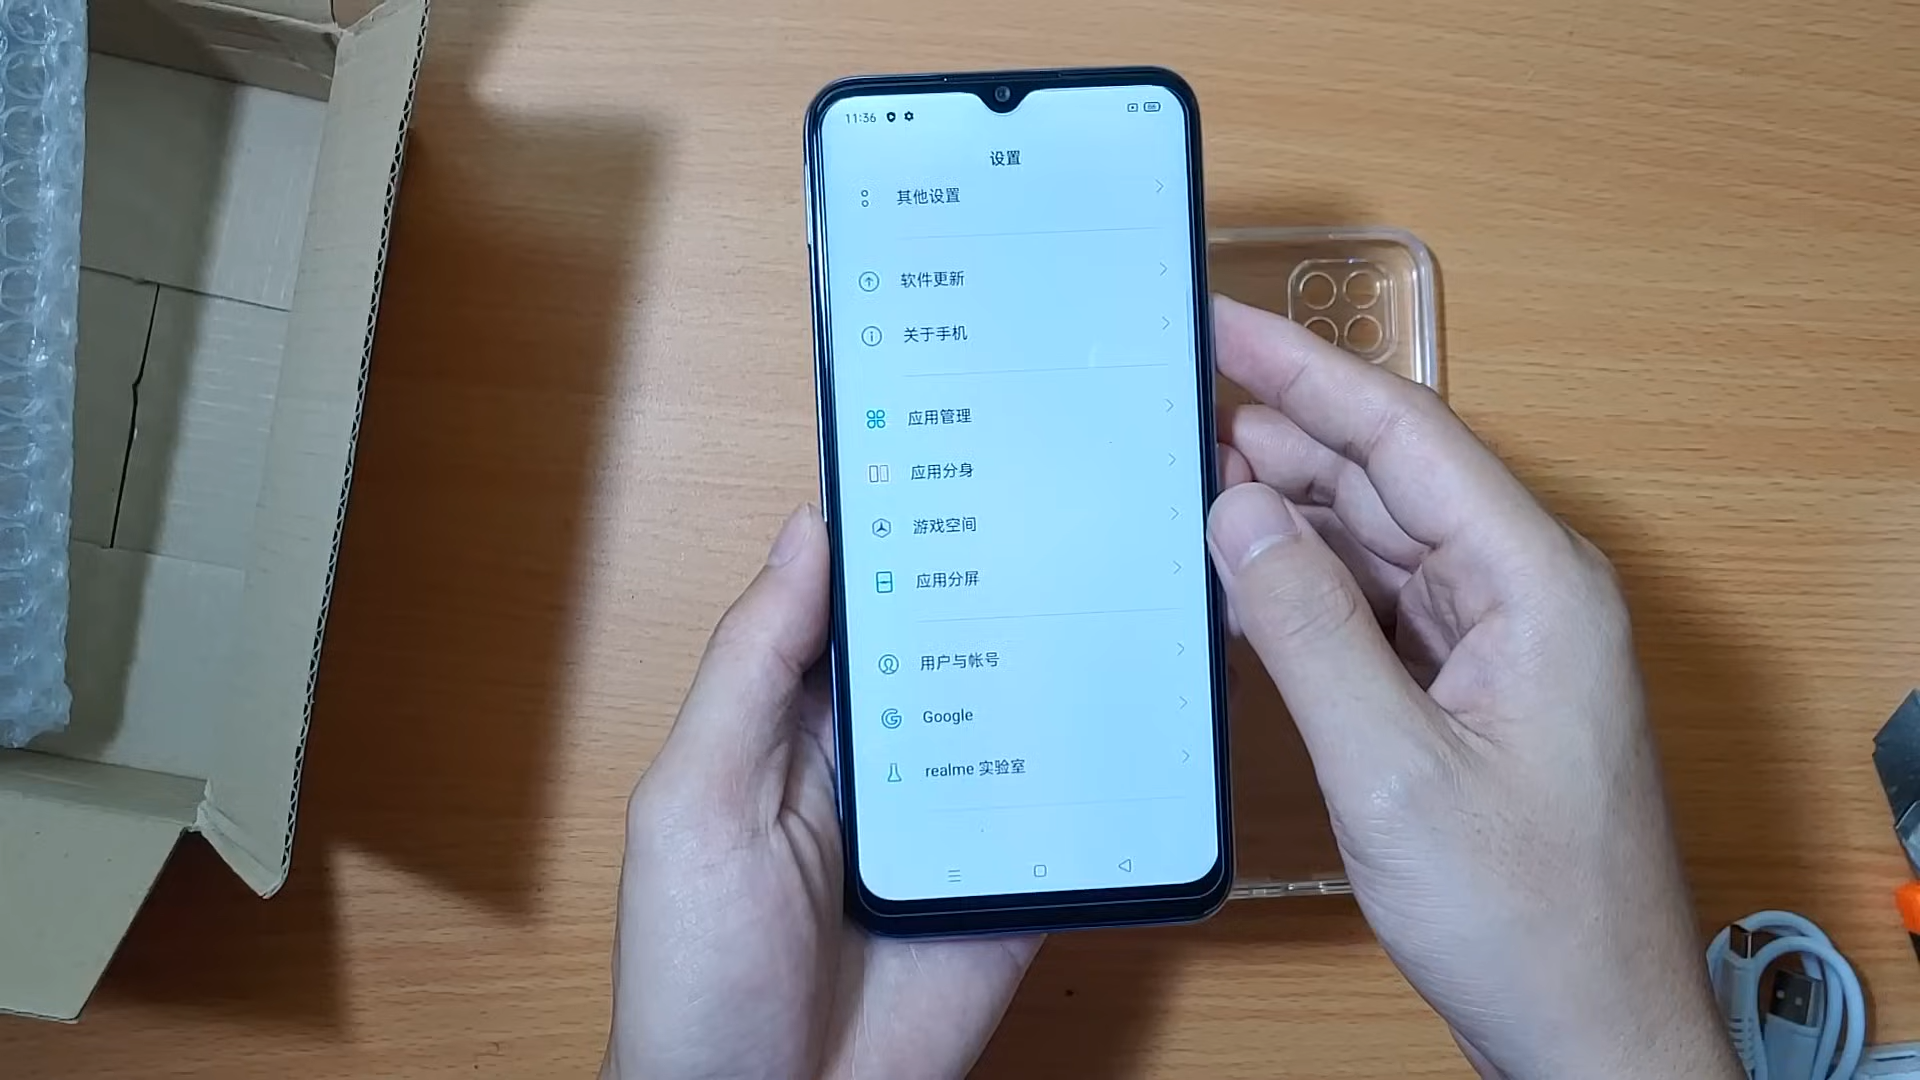 11:36
设置
其他设置
软件更新
关于手机
应用管理
应用分身
游戏空间
应用分屏
用户与帐号
Google
realme 实验室